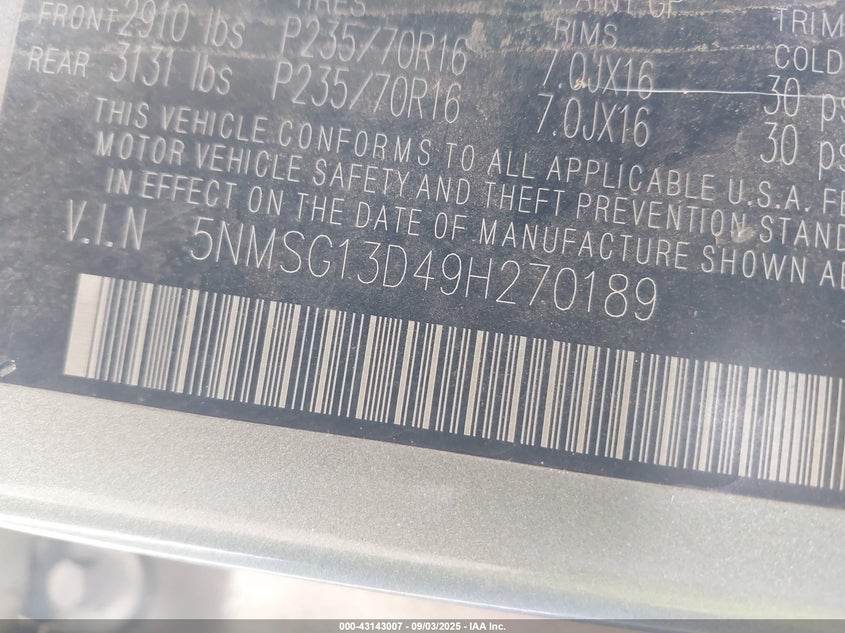 TIRES
RIMS
TRIM
FRONT 2910 lbs P235/70R16 7.0JX16 30 ps
COLD
REAR 3131 lbs P235/70R16 7.0JX16 30 ps
THIS VEHICLE CONFORMS TO ALL APPLICABLE U.S.A. FE
MOTOR VEHICLE SAFETY AND THEFT PREVENTION STAND
IN EFFECT ON THE DATE OF MANUFACTURE SHOWN AB
V.I.N 5NMSG13D49H270189
000-43143007 - 09/03/2025 - IAA Inc.